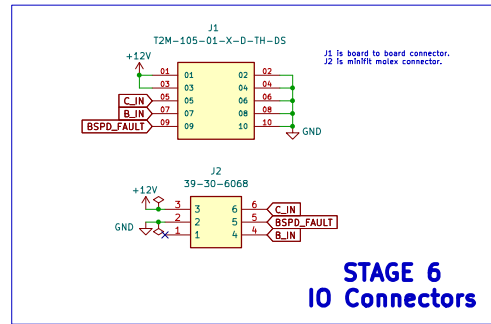 J1
T2M-105-01-X-D-TH-DS
+12V
01 01 02 02
03 03 04 04
C_IN 05 05 06 06
B_IN 07 07 08 08
BSPD_FAULT 09 09 10 10
GND
J1 is board to board connector.
J2 is minifit molex connector.
J2
39-30-6068
+12V
3 3 6 6 C_IN
GND 2 2 5 5 BSPD_FAULT
1 1 4 4 B_IN
STAGE 6
IO Connectors